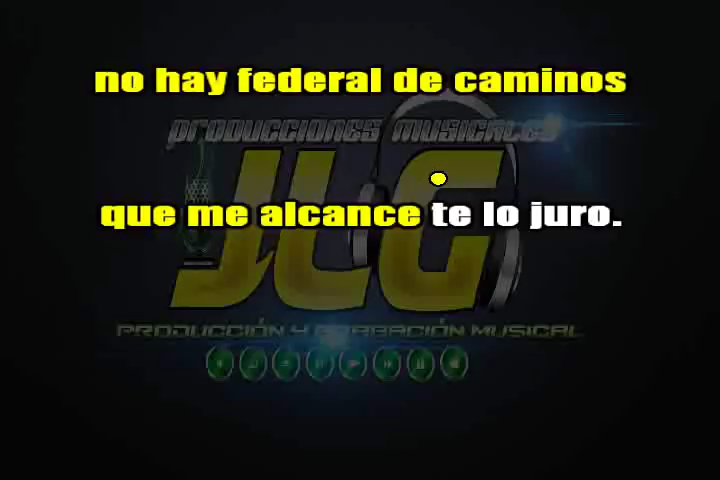 no hay federal de caminos
PRODUCCIONES MUSICALES
JLG
que me alcance te lo juro.
PRODUCCIÓN Y GRABACIÓN MUSICAL